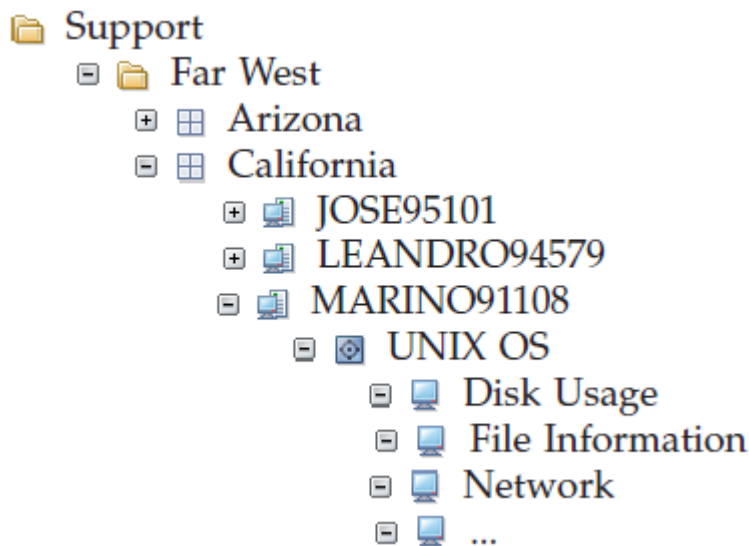 Support
Far West
Arizona
California
JOSE95101
LEANDRO94579
MARINO91108
UNIX OS
Disk Usage
File Information
Network
...